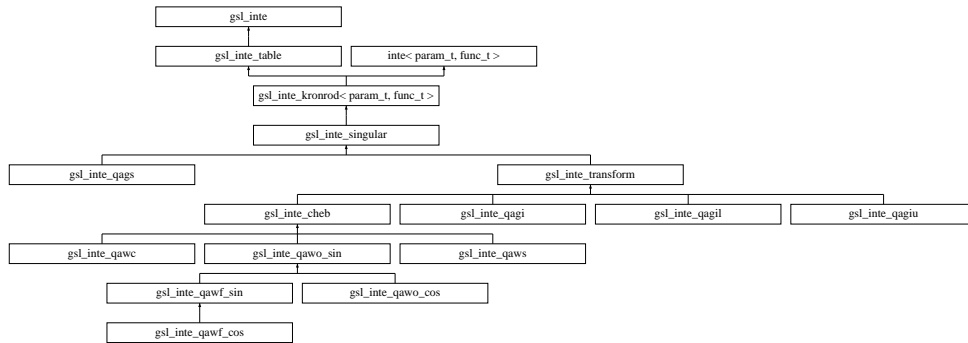 gsl_inte
gsl_inte_table
inte< param_t, func_t >
gsl_inte_kronrod< param_t, func_t >
gsl_inte_singular
gsl_inte_qags
gsl_inte_transform
gsl_inte_cheb
gsl_inte_qagi
gsl_inte_qagil
gsl_inte_qagiu
gsl_inte_qawc
gsl_inte_qawo_sin
gsl_inte_qaws
gsl_inte_qawf_sin
gsl_inte_qawo_cos
gsl_inte_qawf_cos